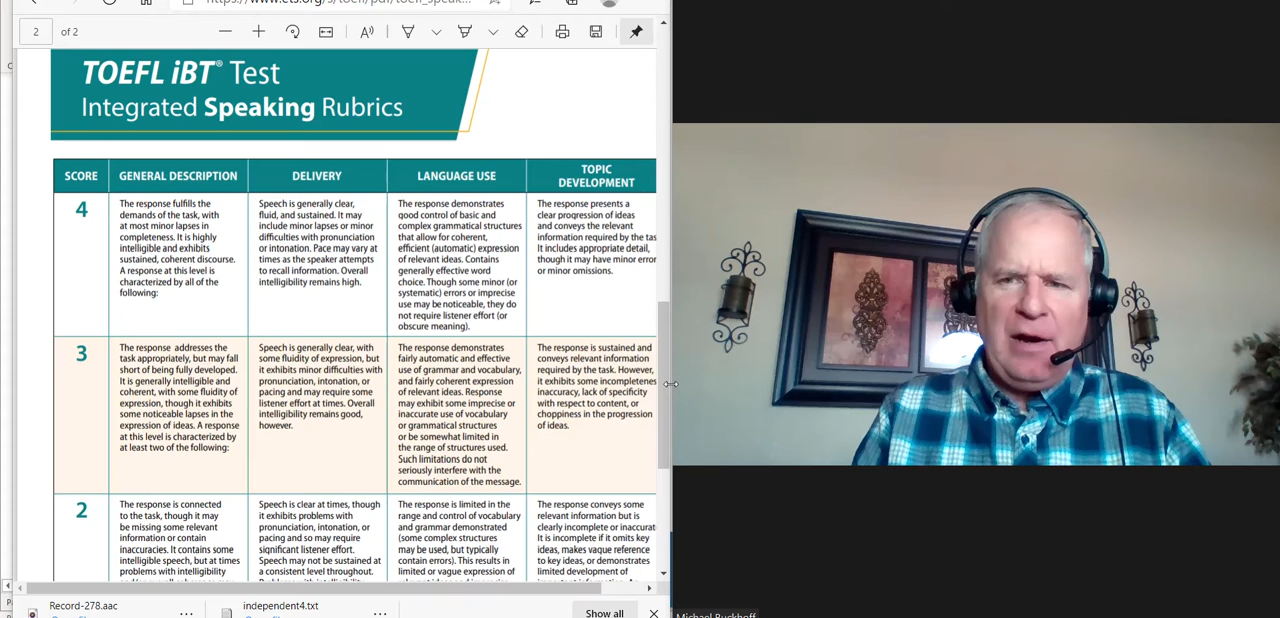 https://www.ets.org/s/toefl/pdf/toefl_speak...
2 of 2
TOEFL iBT® Test
Integrated Speaking Rubrics
SCORE GENERAL DESCRIPTION DELIVERY LANGUAGE USE TOPIC DEVELOPMENT
4
The response fulfills the
demands of the task, with
at most minor lapses in
completeness. It is highly
intelligible and exhibits
sustained, coherent discourse.
A response at this level is
characterized by all of the
following:
Speech is generally clear,
fluid, and sustained. It may
include minor lapses or minor
difficulties with pronunciation
or intonation. Pace may vary at
times as the speaker attempts
to recall information. Overall
intelligibility remains high.
The response demonstrates
good control of basic and
complex grammatical structures
that allow for coherent,
efficient (automatic) expression
of relevant ideas. Contains
generally effective word
choice. Though some minor (or
systematic) errors or imprecise
use may be noticeable, they do
not require listener effort (or
obscure meaning).
The response presents a
clear progression of ideas
and conveys the relevant
information required by the tas
It includes appropriate detail,
though it may have minor error
or minor omissions.
3
The response addresses the
task appropriately, but may fall
short of being fully developed.
It is generally intelligible and
coherent, with some fluidity of
expression, though it exhibits
some noticeable lapses in the
expression of ideas. A response
at this level is characterized by
at least two of the following:
Speech is generally clear, with
some fluidity of expression, but
it exhibits minor difficulties with
pronunciation, intonation, or
pacing and may require some
listener effort at times. Overall
intelligibility remains good,
however.
The response demonstrates
fairly automatic and effective
use of grammar and vocabulary,
and fairly coherent expression
of relevant ideas. Response
may exhibit some imprecise or
inaccurate use of vocabulary
or grammatical structures
or be somewhat limited in
the range of structures used.
Such limitations do not
seriously interfere with the
communication of the message.
The response is sustained and
conveys relevant information
required by the task. However,
it exhibits some incompletenes
inaccuracy, lack of specificity
with respect to content, or
choppiness in the progression
of ideas.
2
The response is connected
to the task, though it may
be missing some relevant
information or contain
inaccuracies. It contains some
intelligible speech, but at times
problems with intelligibility
Speech is clear at times, though
it exhibits problems with
pronunciation, intonation, or
pacing and so may require
significant listener effort.
Speech may not be sustained at
a consistent level throughout.
The response is limited in the
range and control of vocabulary
and grammar demonstrated
(some complex structures
may be used, but typically
contain errors). This results in
limited or vague expression of
The response conveys some
relevant information but is
clearly incomplete or inaccurat
It is incomplete if it omits key
ideas, makes vague reference
to key ideas, or demonstrates
limited development of
Record-278.aac
independent4.txt
Show all
Michael Buckhoff